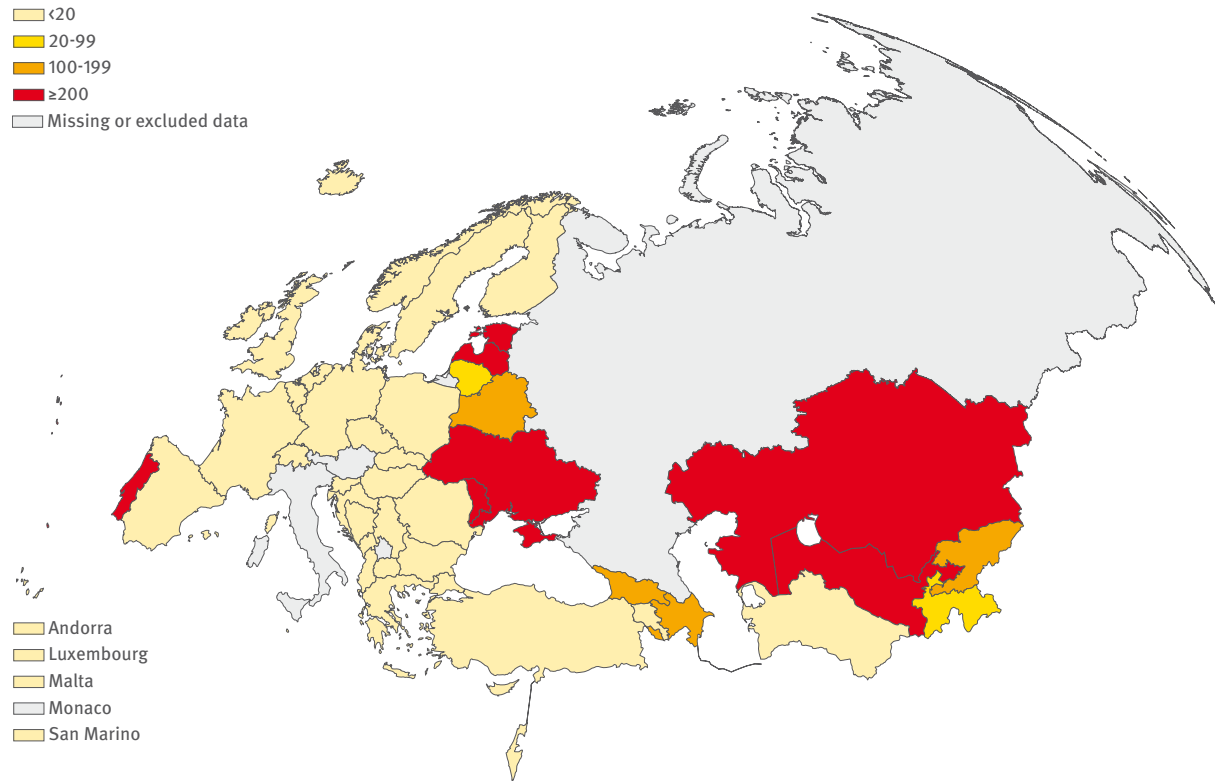 <20
20-99
100-199
≥200
Missing or excluded data
Andorra
Luxembourg
Malta
Monaco
San Marino